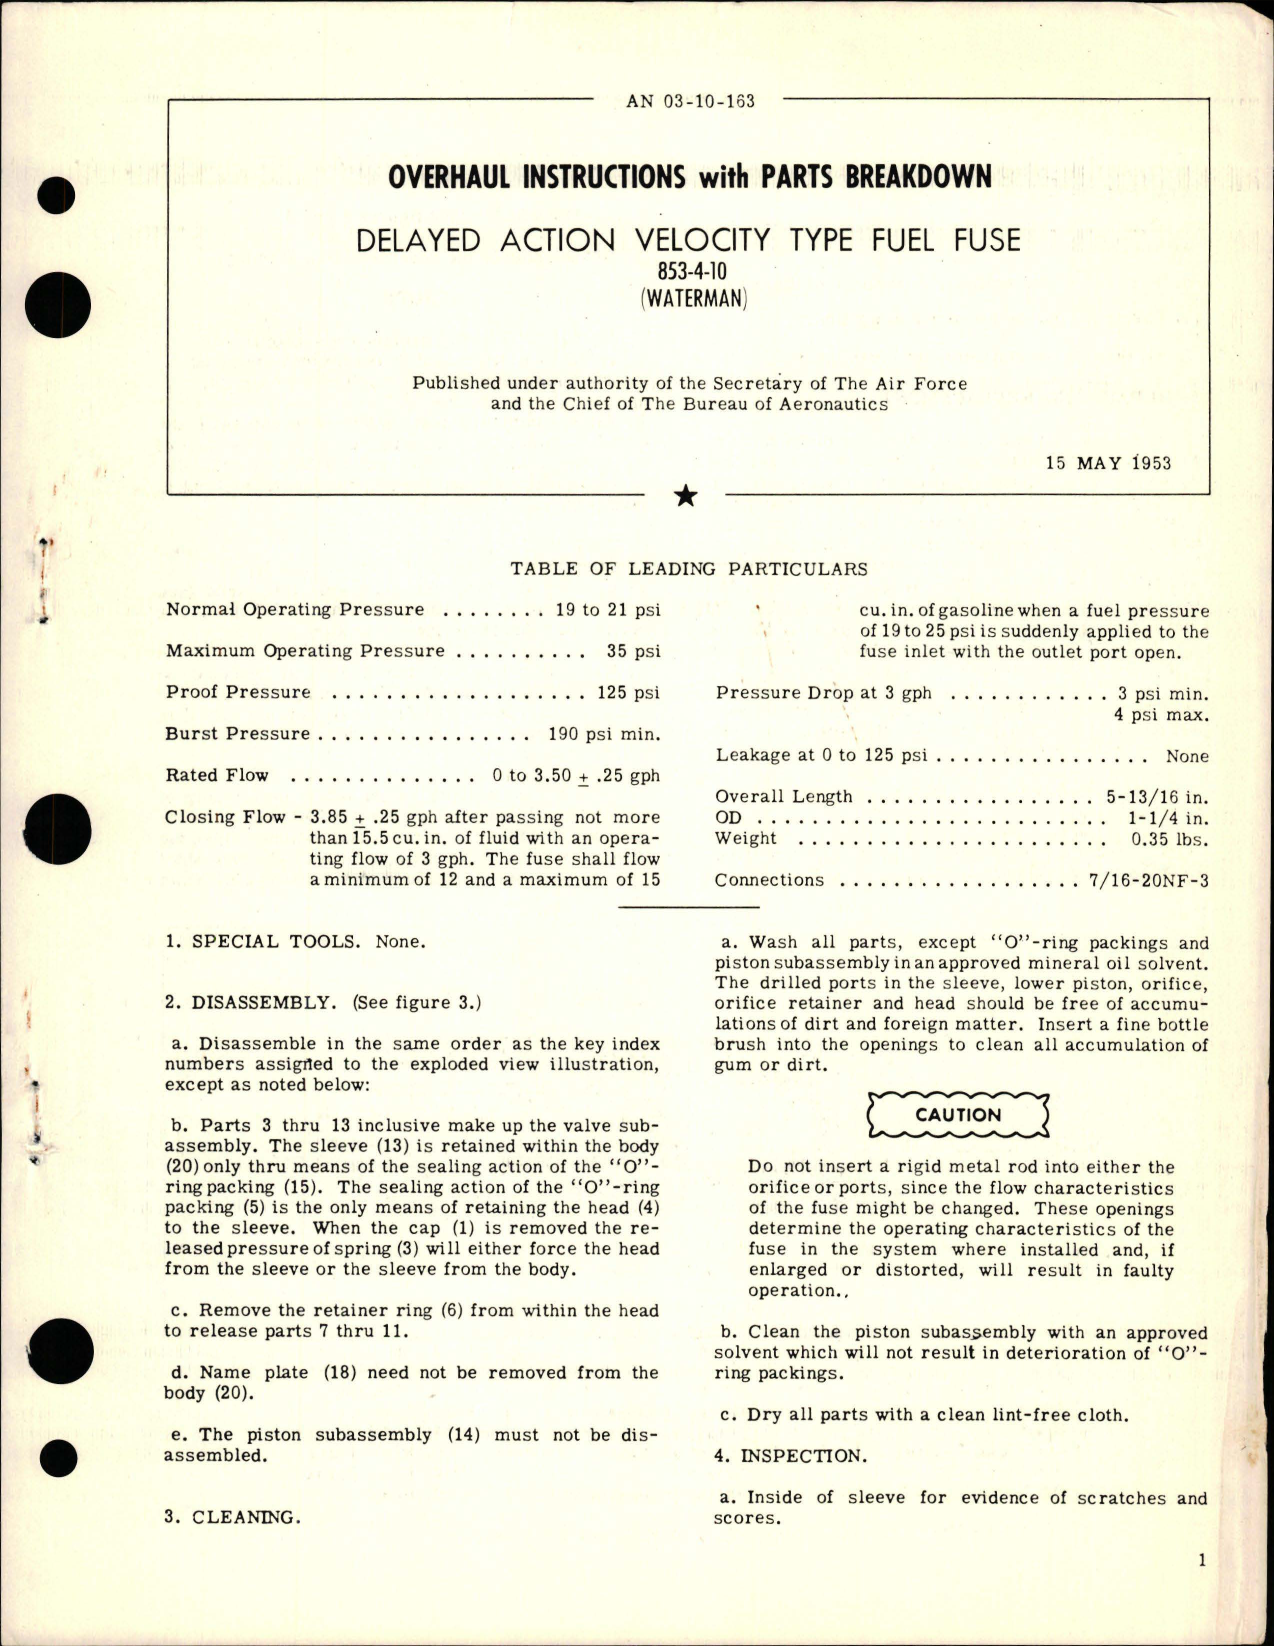 AN 03-10-163
OVERHAUL INSTRUCTIONS with PARTS BREAKDOWN
DELAYED ACTION VELOCITY TYPE FUEL FUSE
853-4-10
(WATERMAN)
Published under authority of the Secretary of The Air Force
and the Chief of The Bureau of Aeronautics
15 MAY 1953
TABLE OF LEADING PARTICULARS
Normal Operating Pressure ........ 19 to 21 psi
Maximum Operating Pressure .......... 35 psi
Proof Pressure ................... 125 psi
Burst Pressure ................ 190 psi min.
Rated Flow .............. 0 to 3.50 ± .25 gph
Closing Flow - 3.85 ± .25 gph after passing not more
than 15.5 cu. in. of fluid with an opera-
ting flow of 3 gph. The fuse shall flow
a minimum of 12 and a maximum of 15
cu. in. of gasoline when a fuel pressure
of 19 to 25 psi is suddenly applied to the
fuse inlet with the outlet port open.
Pressure Drop at 3 gph ............ 3 psi min.
4 psi max.
Leakage at 0 to 125 psi ................ None
Overall Length ................. 5-13/16 in.
OD .......................... 1-1/4 in.
Weight ....................... 0.35 lbs.
Connections .................. 7/16-20NF-3
1. SPECIAL TOOLS. None.
2. DISASSEMBLY. (See figure 3.)
a. Disassemble in the same order as the key index
numbers assigned to the exploded view illustration,
except as noted below:
b. Parts 3 thru 13 inclusive make up the valve sub-
assembly. The sleeve (13) is retained within the body
(20) only thru means of the sealing action of the "O"-
ring packing (15). The sealing action of the "O"-ring
packing (5) is the only means of retaining the head (4)
to the sleeve. When the cap (1) is removed the re-
leased pressure of spring (3) will either force the head
from the sleeve or the sleeve from the body.
c. Remove the retainer ring (6) from within the head
to release parts 7 thru 11.
d. Name plate (18) need not be removed from the
body (20).
e. The piston subassembly (14) must not be dis-
assembled.
3. CLEANING.
a. Wash all parts, except "O"-ring packings and
piston subassembly in an approved mineral oil solvent.
The drilled ports in the sleeve, lower piston, orifice,
orifice retainer and head should be free of accumu-
lations of dirt and foreign matter. Insert a fine bottle
brush into the openings to clean all accumulation of
gum or dirt.
CAUTION
Do not insert a rigid metal rod into either the
orifice or ports, since the flow characteristics
of the fuse might be changed. These openings
determine the operating characteristics of the
fuse in the system where installed and, if
enlarged or distorted, will result in faulty
operation..
b. Clean the piston subassembly with an approved
solvent which will not result in deterioration of "O"-
ring packings.
c. Dry all parts with a clean lint-free cloth.
4. INSPECTION.
a. Inside of sleeve for evidence of scratches and
scores.
1